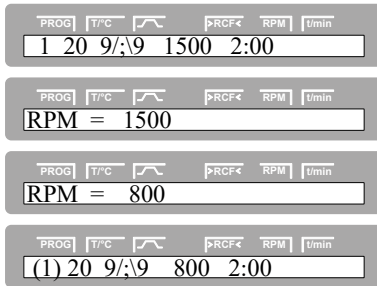 PROG T/°C >RCF< RPM t/min
1 20 9/;\9 1500 2:00
PROG T/°C >RCF< RPM t/min
RPM = 1500
PROG T/°C >RCF< RPM t/min
RPM = 800
PROG T/°C >RCF< RPM t/min
(1) 20 9/;\9 800 2:00